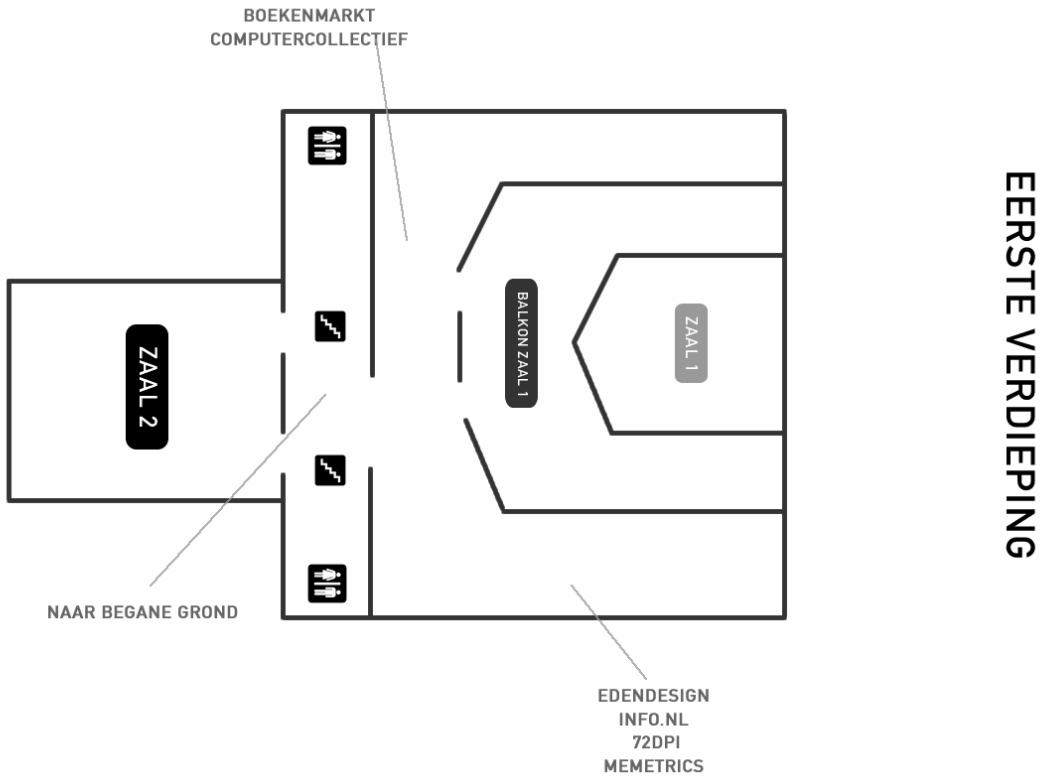 BOEKENMARKT
COMPUTERCOLLECTIEF
ZAAL 2
BALKON ZAAL 1
ZAAL 1
EERSTE VERDIEPING
NAAR BEGANE GROND
EDENDESIGN
INFO.NL
72DPI
MEMETRICS